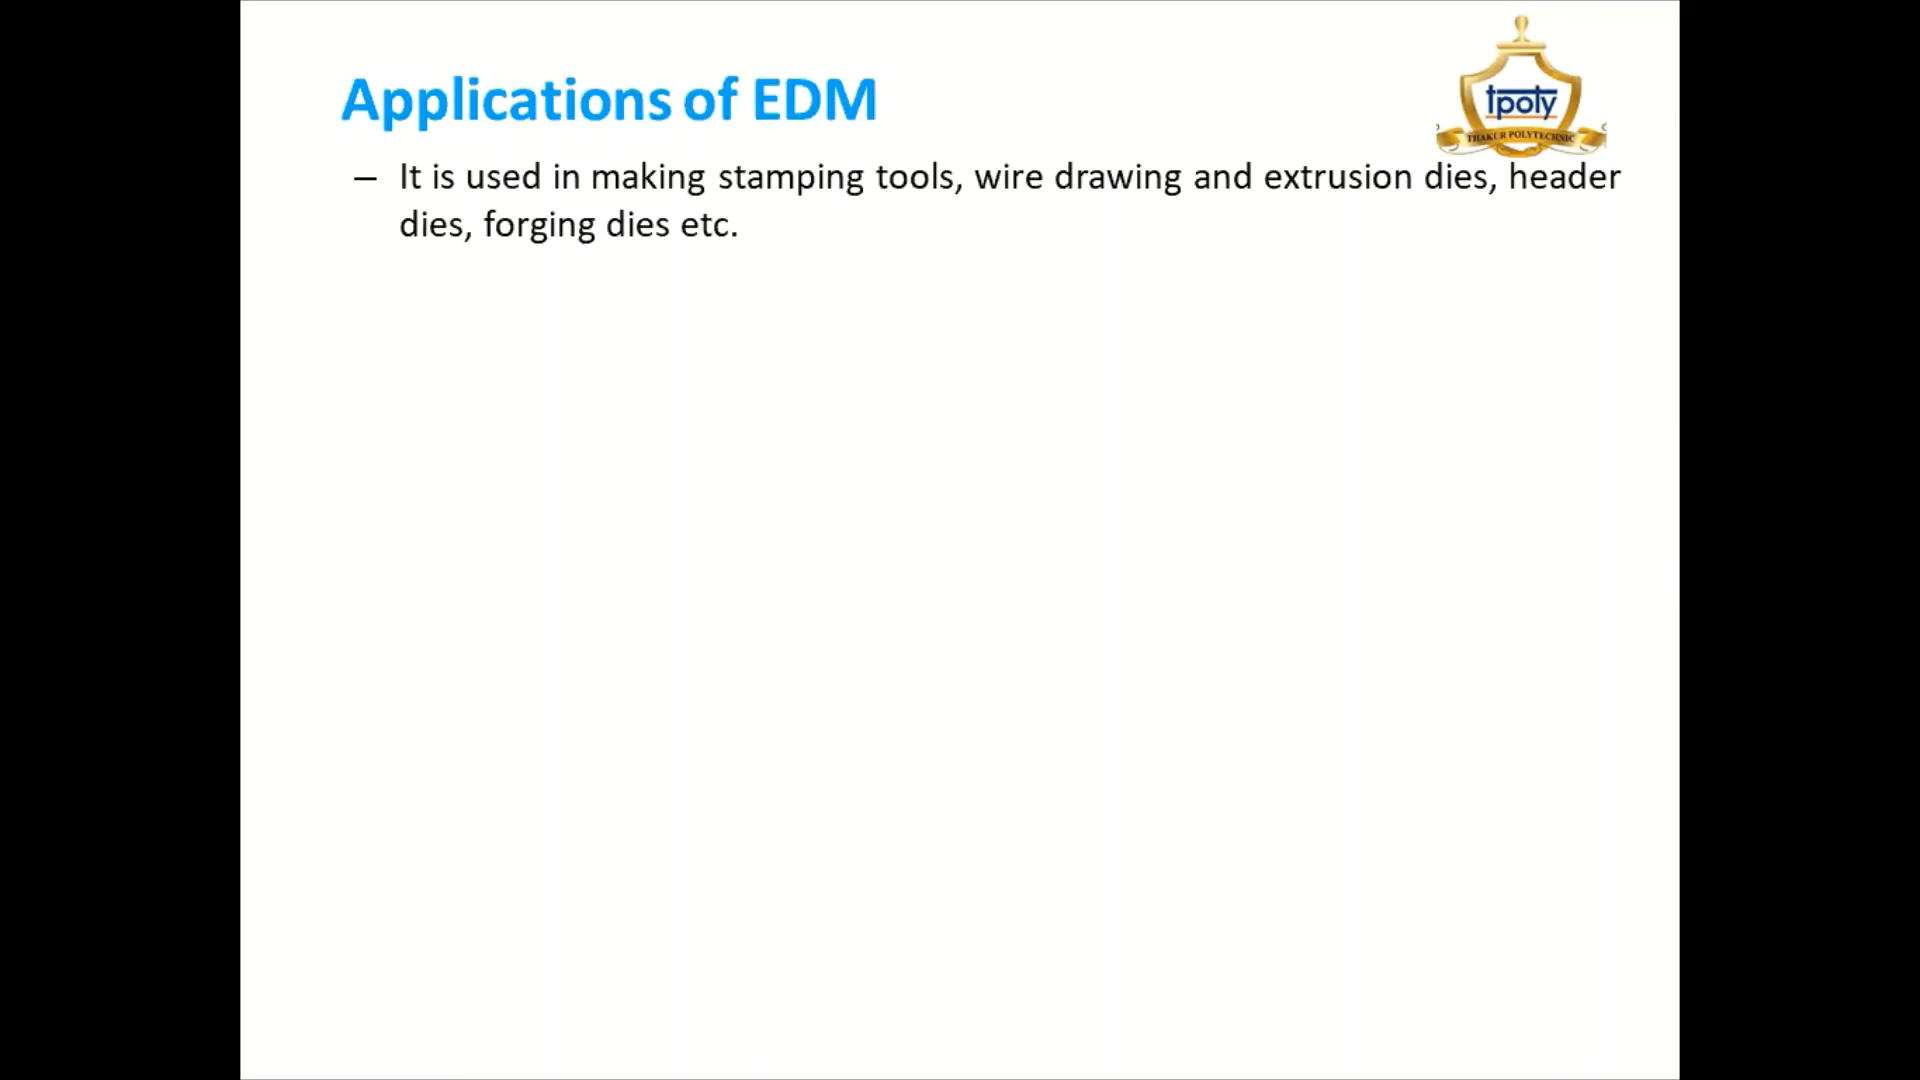 Applications of EDM
tpoly
THAKUR POLYTECHNIC
– It is used in making stamping tools, wire drawing and extrusion dies, header
dies, forging dies etc.